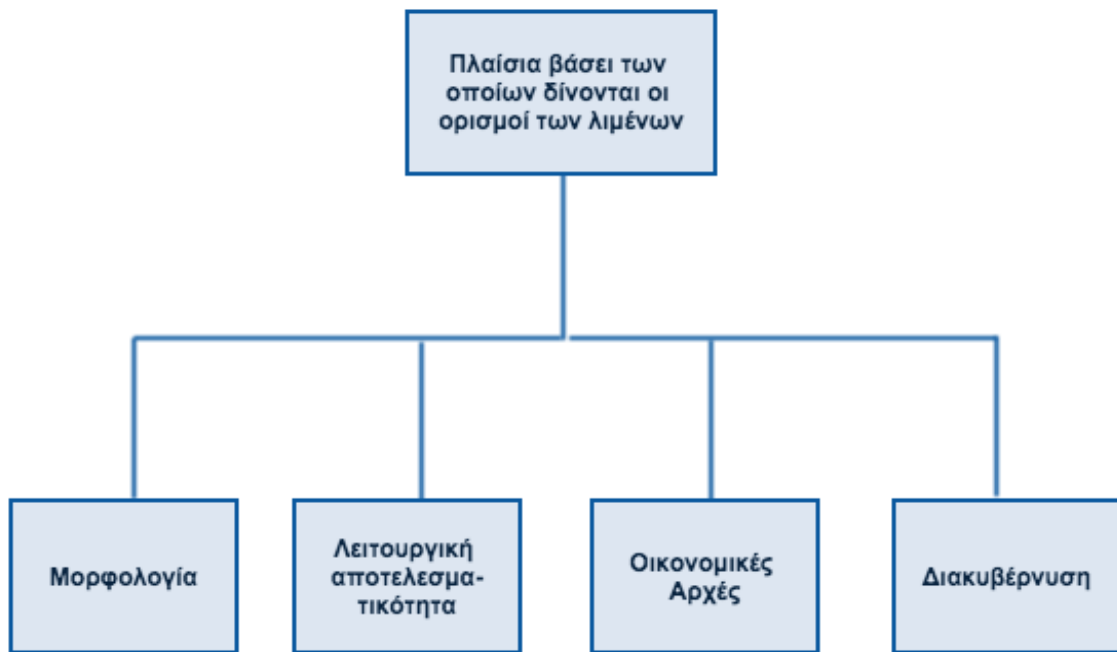 Πλαίσια βάσει των
οποίων δίνονται οι
ορισμοί των λιμένων
Μορφολογία
Λειτουργική
αποτελεσμα-
τικότητα
Οικονομικές
Αρχές
Διακυβέρνυση